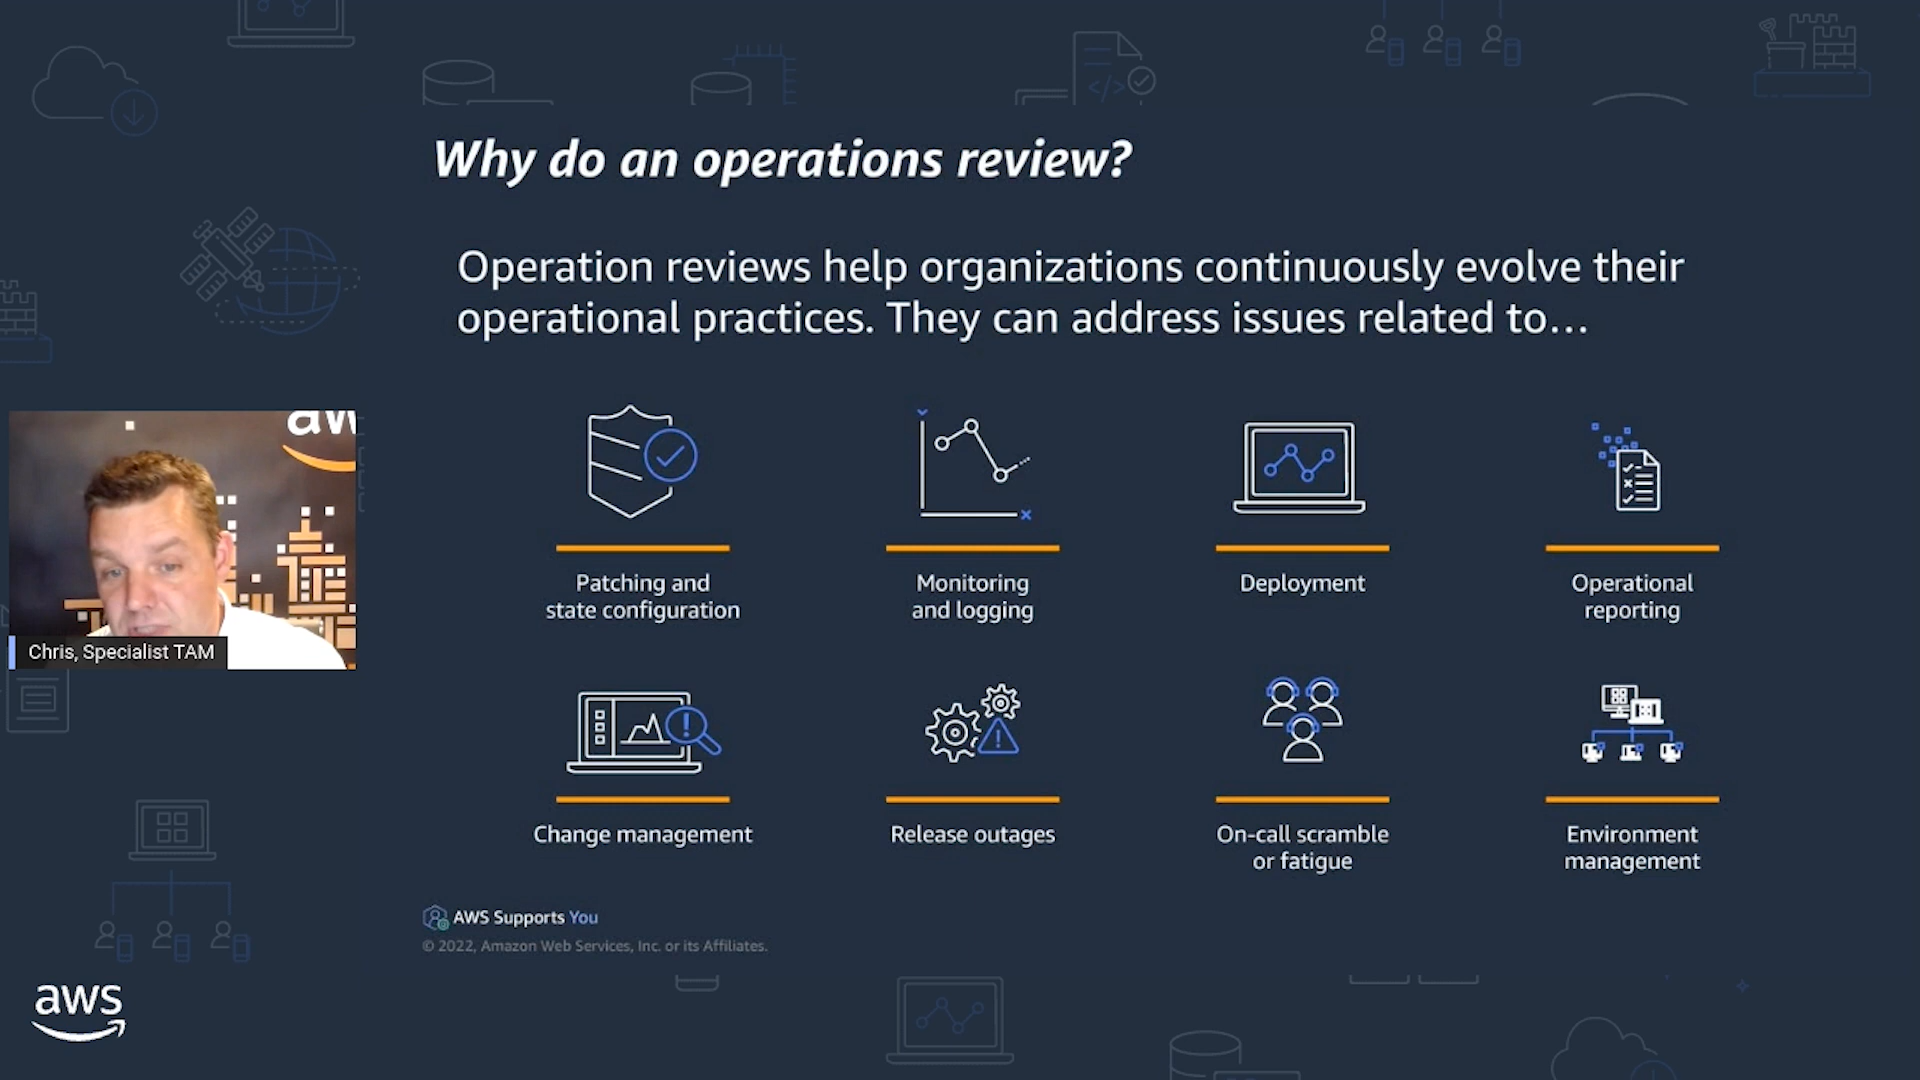 Why do an operations review?
Operation reviews help organizations continuously evolve their
operational practices. They can address issues related to...
aw
Chris, Specialist TAM
Patching and
state configuration
Monitoring
and logging
Deployment
Operational
reporting
Change management
Release outages
On-call scramble
or fatigue
Environment
management
AWS Supports You
© 2022, Amazon Web Services, Inc. or its Affiliates.
aws